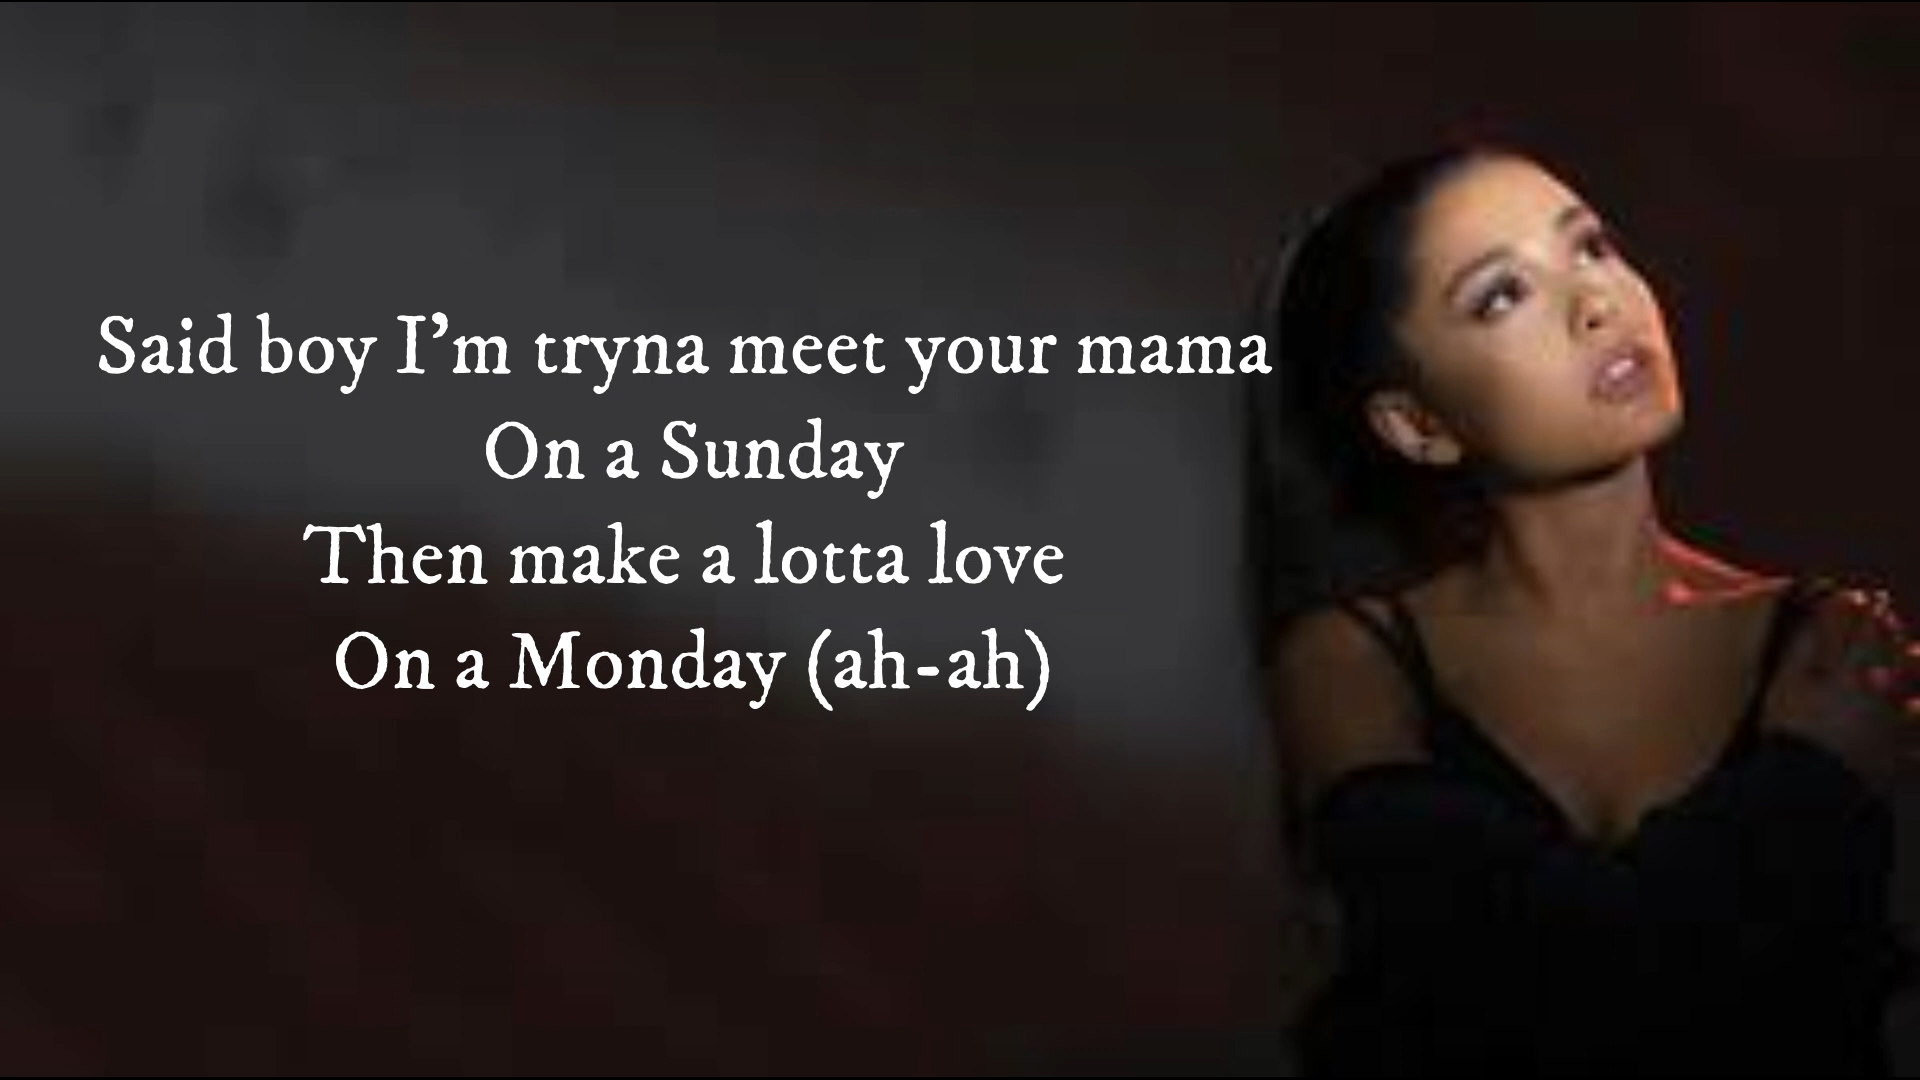 Said boy I’m tryna meet your mama
On a Sunday
Then make a lotta love
On a Monday (ah-ah)